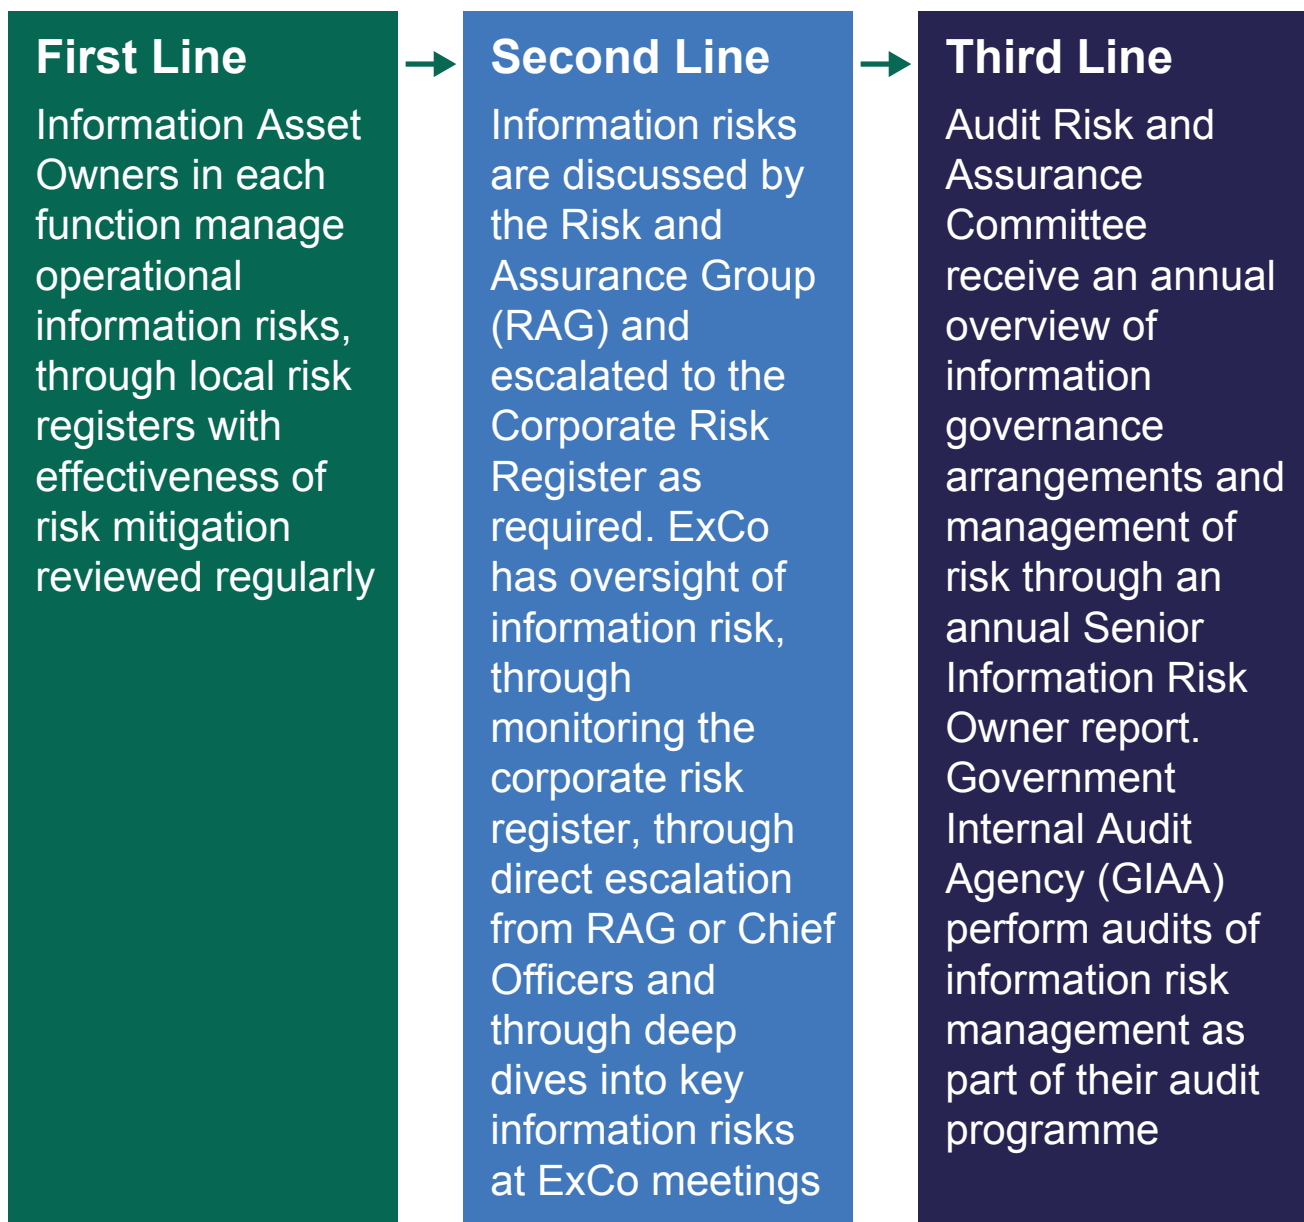 First Line
Information Asset
Owners in each
function manage
operational
information risks,
through local risk
registers with
effectiveness of
risk mitigation
reviewed regularly
Second Line
Information risks
are discussed by
the Risk and
Assurance Group
(RAG) and
escalated to the
Corporate Risk
Register as
required. ExCo
has oversight of
information risk,
through
monitoring the
corporate risk
register, through
direct escalation
from RAG or Chief
Officers and
through deep
dives into key
information risks
at ExCo meetings
Third Line
Audit Risk and
Assurance
Committee
receive an annual
overview of
information
governance
arrangements and
management of
risk through an
annual Senior
Information Risk
Owner report.
Government
Internal Audit
Agency (GIAA)
perform audits of
information risk
management as
part of their audit
programme